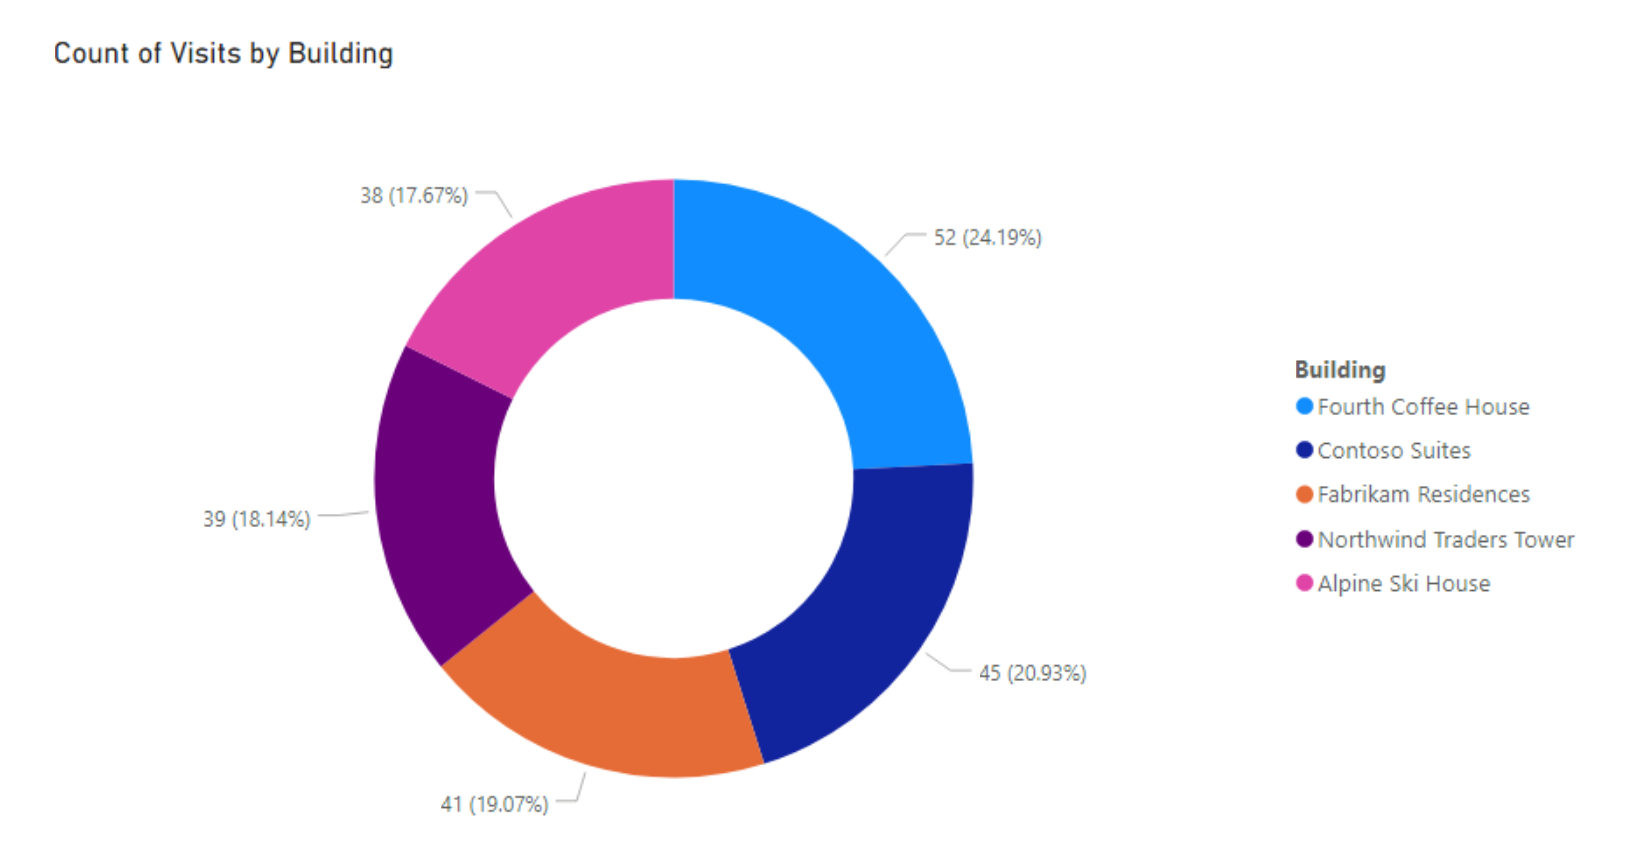 Count of Visits by Building
38 (17.67%)
52 (24.19%)
39 (18.14%)
45 (20.93%)
41 (19.07%)
Building
Fourth Coffee House
Contoso Suites
Fabrikam Residences
Northwind Traders Tower
Alpine Ski House